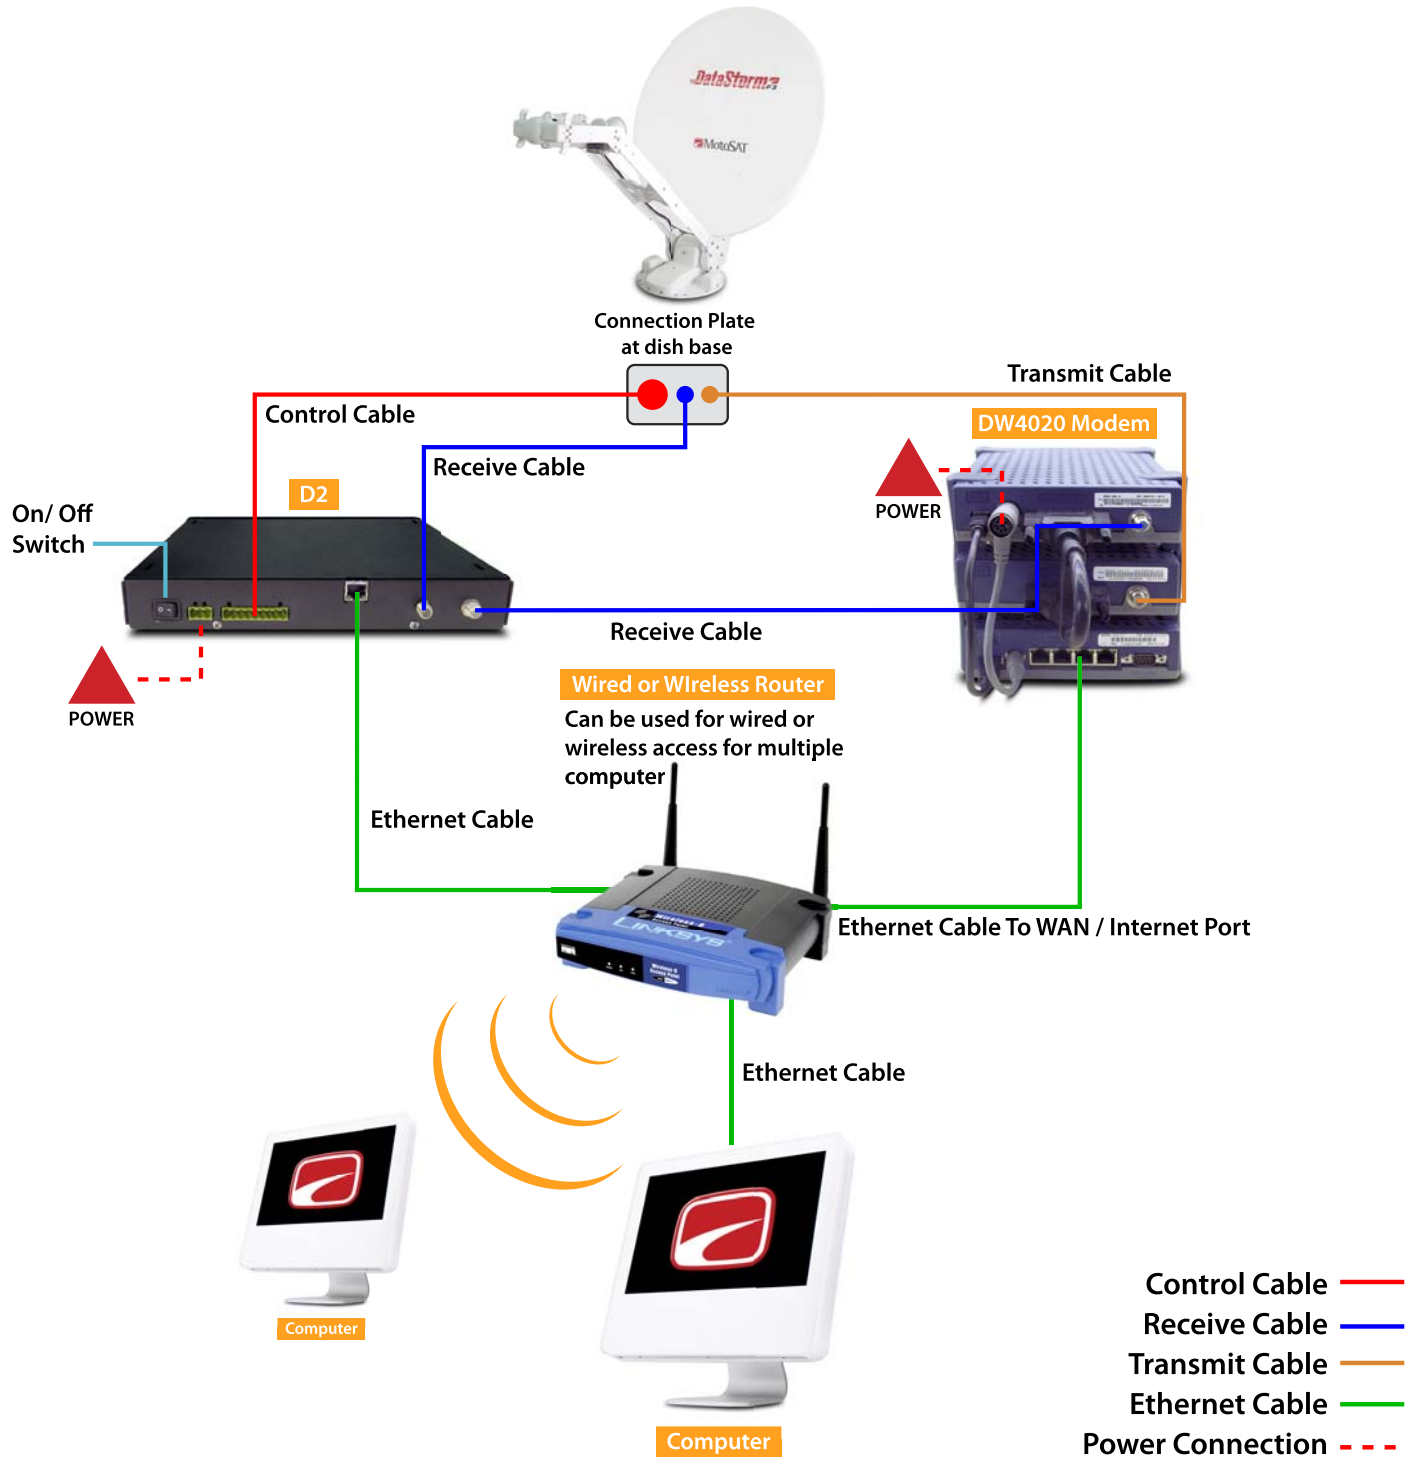 DataStorm
F3
MotoSAT
Connection Plate
at dish base
Transmit Cable
Control Cable
DW4020 Modem
Receive Cable
POWER
D2
On/ Off
Switch
Receive Cable
POWER
Wired or WIreless Router
Can be used for wired or
wireless access for multiple
computer
Ethernet Cable
Wireless-G
LINKSYS
Wireless-G
Ethernet Cable To WAN / Internet Port
Ethernet Cable
Computer
Computer
Control Cable
Receive Cable
Transmit Cable
Ethernet Cable
Power Connection